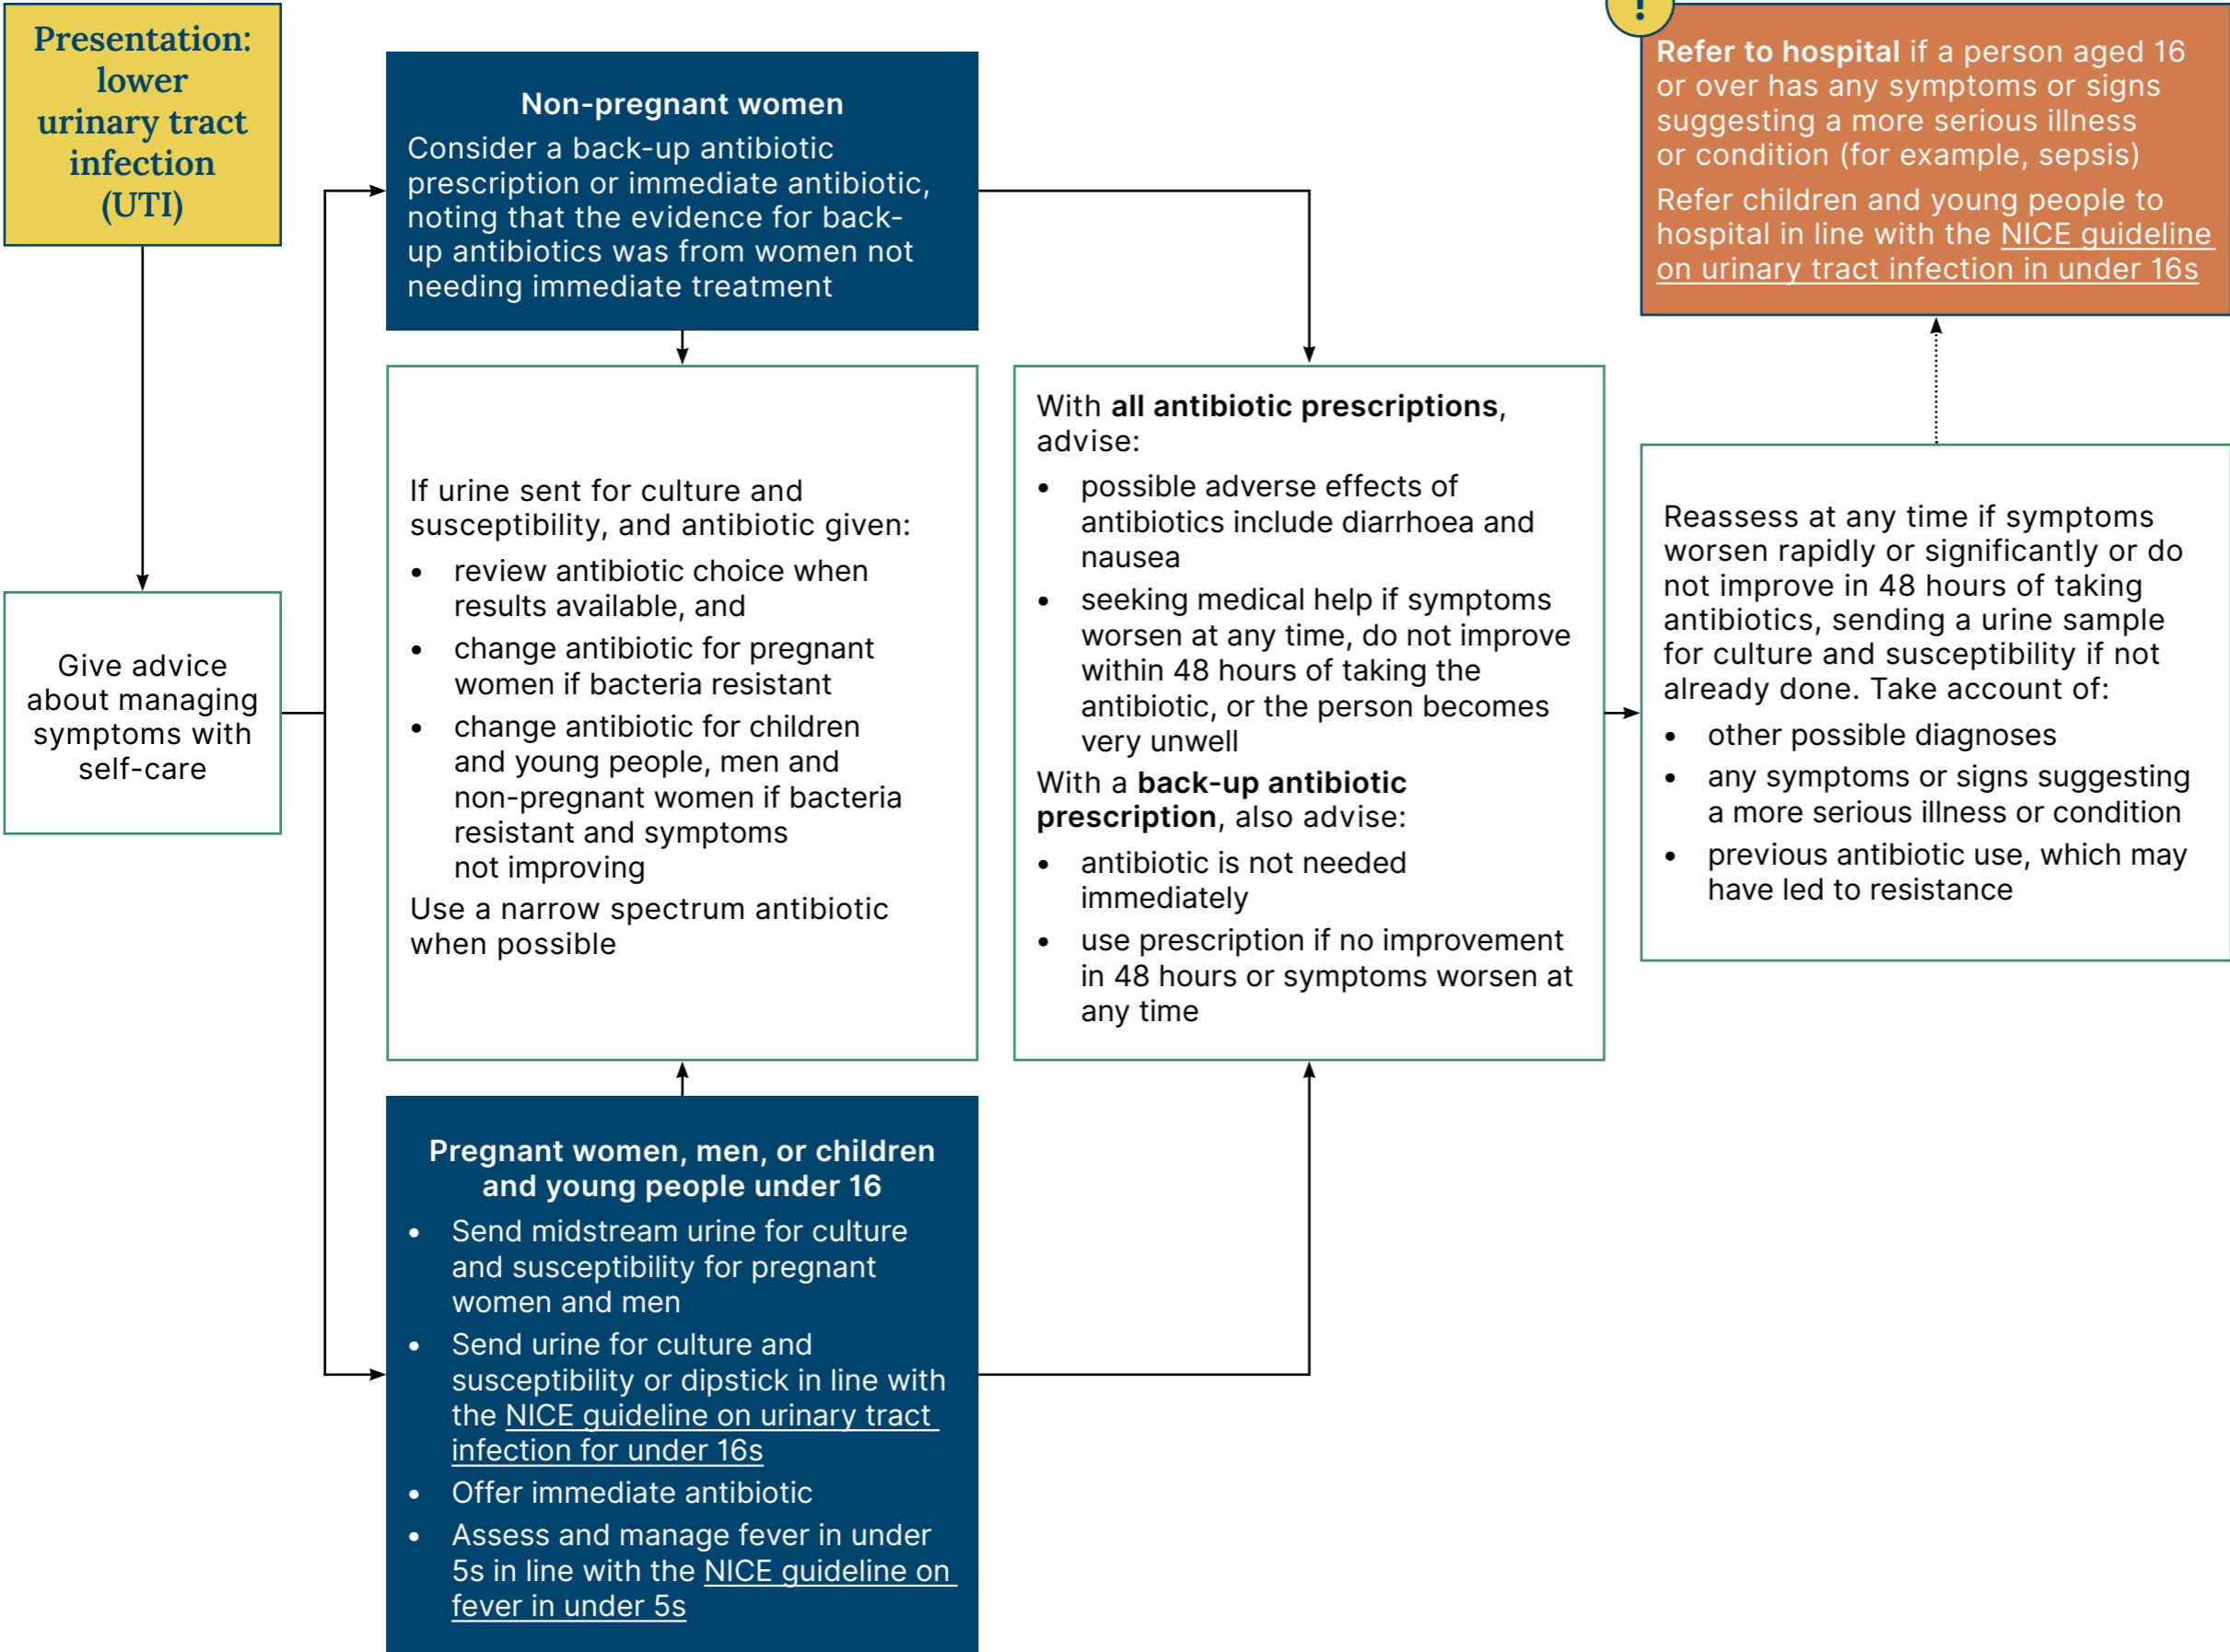 Presentation:
lower
urinary tract
infection
(UTI)
Give advice
about managing
symptoms with
self-care
Non-pregnant women
Consider a back-up antibiotic
prescription or immediate antibiotic,
noting that the evidence for back-
up antibiotics was from women not
needing immediate treatment
If urine sent for culture and
susceptibility, and antibiotic given:
• review antibiotic choice when
results available, and
• change antibiotic for pregnant
women if bacteria resistant
• change antibiotic for children
and young people, men and
non-pregnant women if bacteria
resistant and symptoms
not improving
Use a narrow spectrum antibiotic
when possible
Pregnant women, men, or children
and young people under 16
• Send midstream urine for culture
and susceptibility for pregnant
women and men
• Send urine for culture and
susceptibility or dipstick in line with
the NICE guideline on urinary tract
infection for under 16s
• Offer immediate antibiotic
• Assess and manage fever in under
5s in line with the NICE guideline on
fever in under 5s
With all antibiotic prescriptions,
advise:
• possible adverse effects of
antibiotics include diarrhoea and
nausea
• seeking medical help if symptoms
worsen at any time, do not improve
within 48 hours of taking the
antibiotic, or the person becomes
very unwell
With a back-up antibiotic
prescription, also advise:
• antibiotic is not needed
immediately
• use prescription if no improvement
in 48 hours or symptoms worsen at
any time
Reassess at any time if symptoms
worsen rapidly or significantly or do
not improve in 48 hours of taking
antibiotics, sending a urine sample
for culture and susceptibility if not
already done. Take account of:
• other possible diagnoses
• any symptoms or signs suggesting
a more serious illness or condition
• previous antibiotic use, which may
have led to resistance
!
Refer to hospital if a person aged 16
or over has any symptoms or signs
suggesting a more serious illness
or condition (for example, sepsis)
Refer children and young people to
hospital in line with the NICE guideline
on urinary tract infection in under 16s